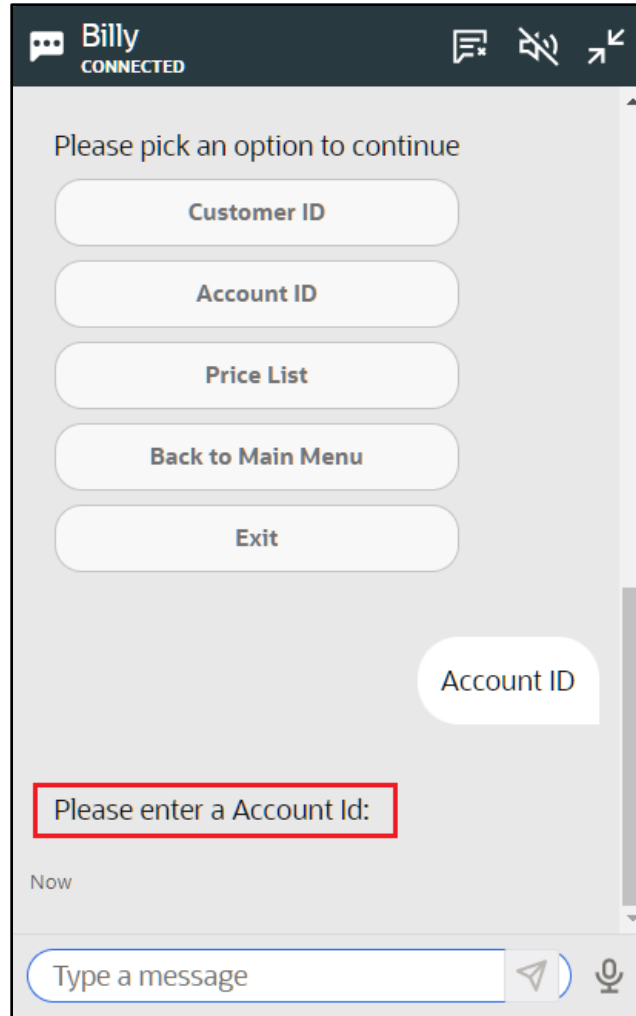 Billy
CONNECTED
Please pick an option to continue
Customer ID
Account ID
Price List
Back to Main Menu
Exit
Account ID
Please enter a Account Id:
Now
Type a message